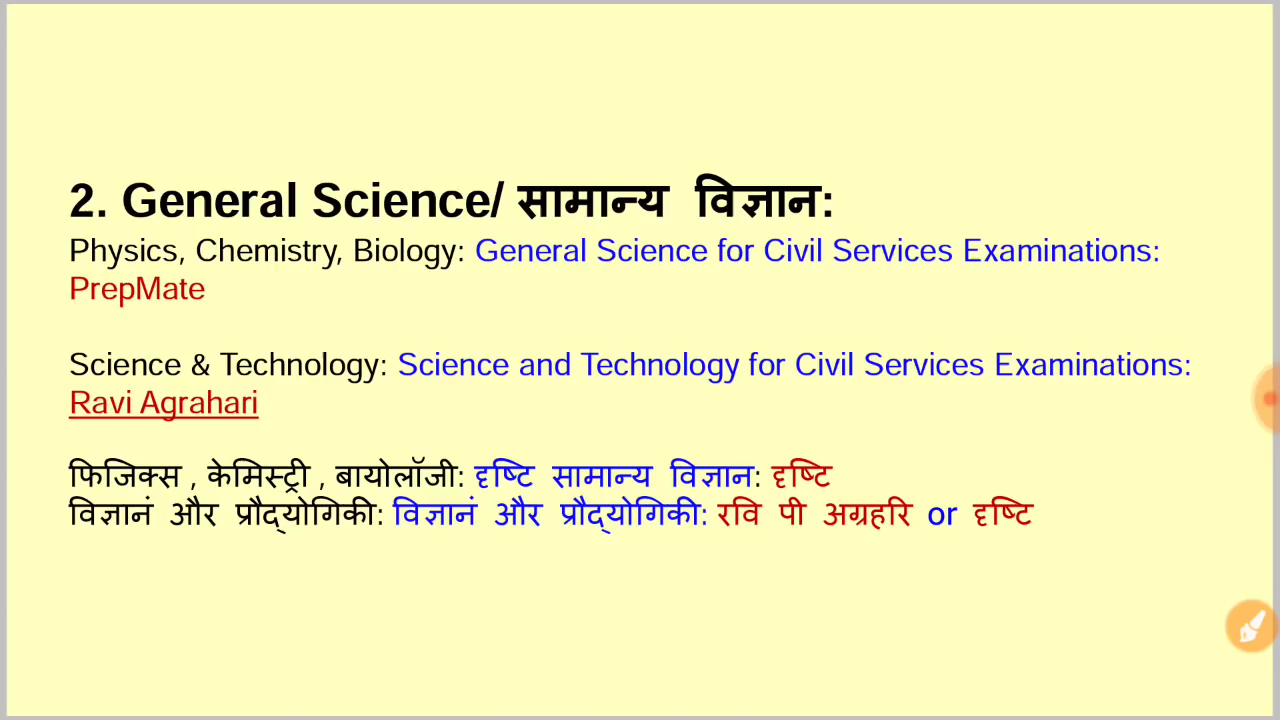 2. General Science/ सामान्य विज्ञान:
Physics, Chemistry, Biology: General Science for Civil Services Examinations:
PrepMate
Science & Technology: Science and Technology for Civil Services Examinations:
Ravi Agrahari
फिजिक्स , केमिस्ट्री , बायोलॉजी: दृष्टि सामान्य विज्ञान: दृष्टि
विज्ञानं और प्रौद्योगिकी: विज्ञानं और प्रौद्योगिकी: रवि पी अग्रहरि or दृष्टि